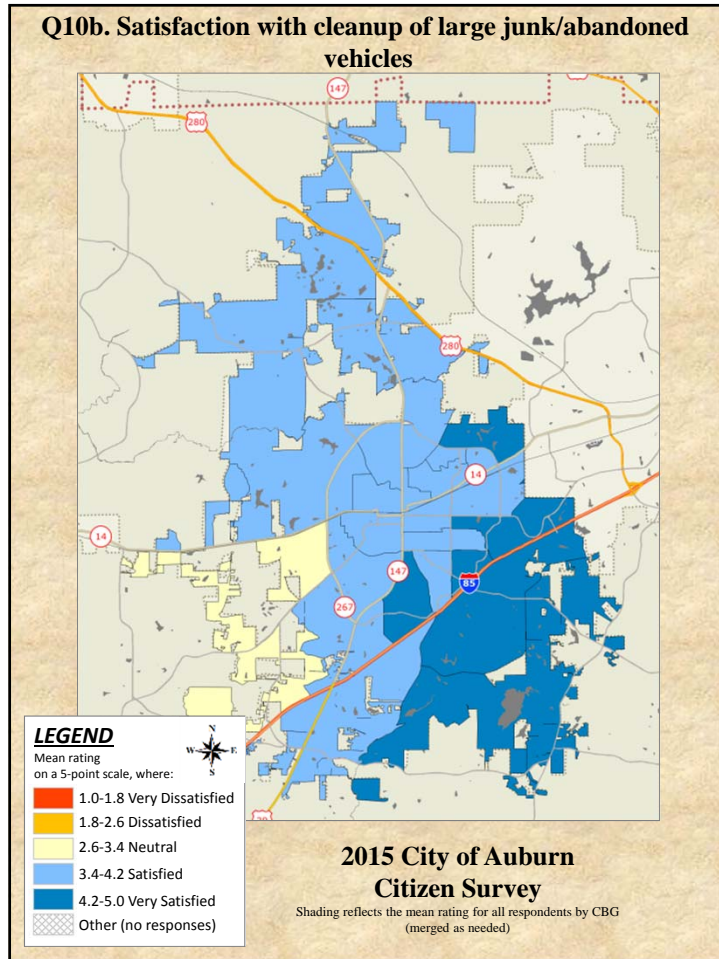 Q10b. Satisfaction with cleanup of large junk/abandoned
vehicles
147
280
280
14
14
147
85
267
LEGEND
Mean rating
on a 5-point scale, where:
N
W E
S
1.0-1.8 Very Dissatisfied
1.8-2.6 Dissatisfied
2.6-3.4 Neutral
3.4-4.2 Satisfied
4.2-5.0 Very Satisfied
Other (no responses)
2015 City of Auburn
Citizen Survey
Shading reflects the mean rating for all respondents by CBG
(merged as needed)